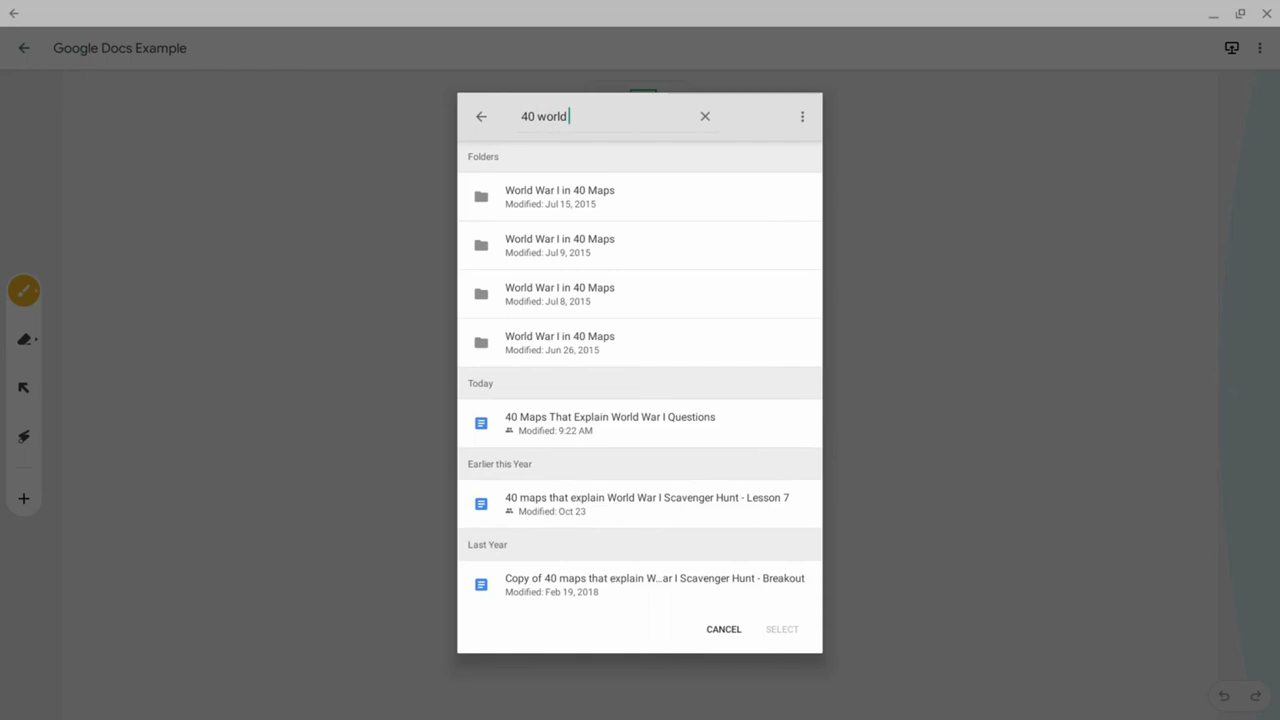 Google Docs Example
40 world
Folders
World War I in 40 Maps
Modified: Jul 15, 2015
World War I in 40 Maps
Modified: Jul 9, 2015
World War I in 40 Maps
Modified: Jul 8, 2015
World War I in 40 Maps
Modified: Jun 26, 2015
Today
40 Maps That Explain World War I Questions
Modified: 9:22 AM
Earlier this Year
40 maps that explain World War I Scavenger Hunt - Lesson 7
Modified: Oct 23
Last Year
Copy of 40 maps that explain W...ar I Scavenger Hunt - Breakout
Modified: Feb 19, 2018
CANCEL SELECT